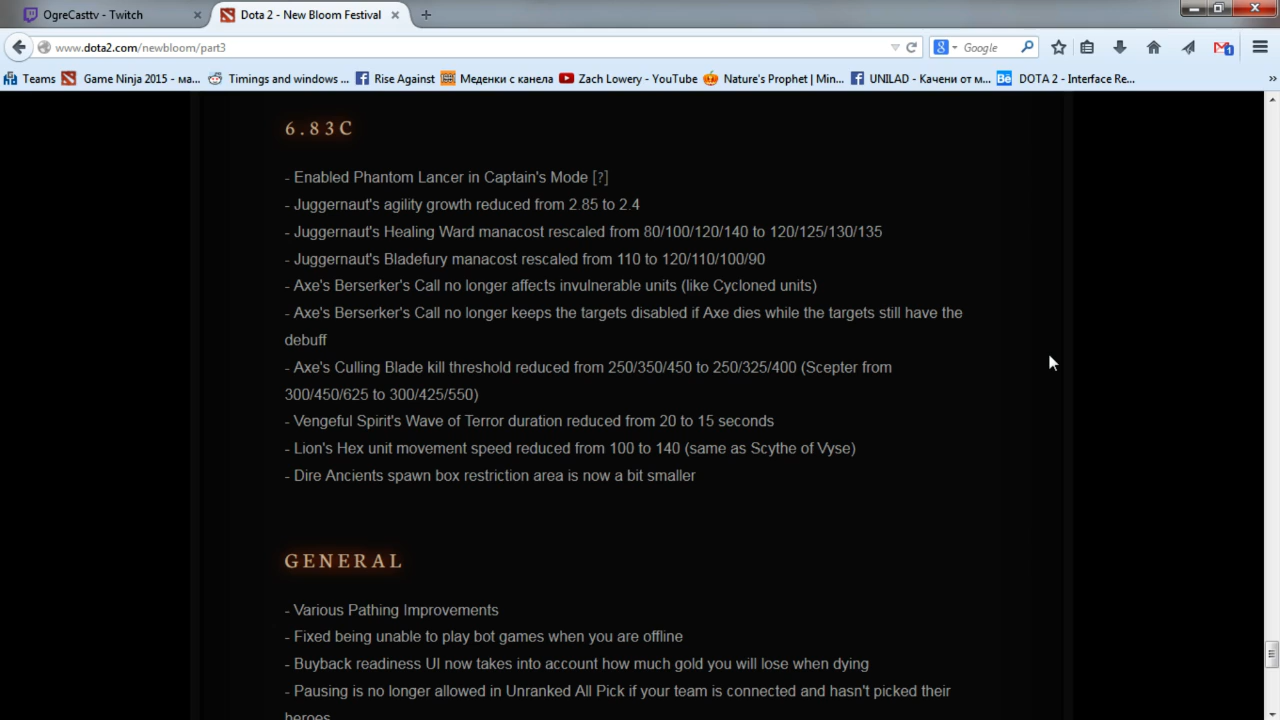 OgreCasttv - Twitch
Dota 2 - New Bloom Festival
www.dota2.com/newbloom/part3
Google
1
Teams
Game Ninja 2015 - ма...
Timings and windows ...
Rise Against
Меденки с канела
Zach Lowery - YouTube
Nature's Prophet | Min...
UNILAD - Качени от м...
Bē DOTA 2 - Interface Re...
6.83C
- Enabled Phantom Lancer in Captain's Mode [?]
- Juggernaut's agility growth reduced from 2.85 to 2.4
- Juggernaut's Healing Ward manacost rescaled from 80/100/120/140 to 120/125/130/135
- Juggernaut's Bladefury manacost rescaled from 110 to 120/110/100/90
- Axe's Berserker's Call no longer affects invulnerable units (like Cycloned units)
- Axe's Berserker's Call no longer keeps the targets disabled if Axe dies while the targets still have the
debuff
- Axe's Culling Blade kill threshold reduced from 250/350/450 to 250/325/400 (Scepter from
300/450/625 to 300/425/550)
- Vengeful Spirit's Wave of Terror duration reduced from 20 to 15 seconds
- Lion's Hex unit movement speed reduced from 100 to 140 (same as Scythe of Vyse)
- Dire Ancients spawn box restriction area is now a bit smaller
GENERAL
- Various Pathing Improvements
- Fixed being unable to play bot games when you are offline
- Buyback readiness UI now takes into account how much gold you will lose when dying
- Pausing is no longer allowed in Unranked All Pick if your team is connected and hasn't picked their
heroes